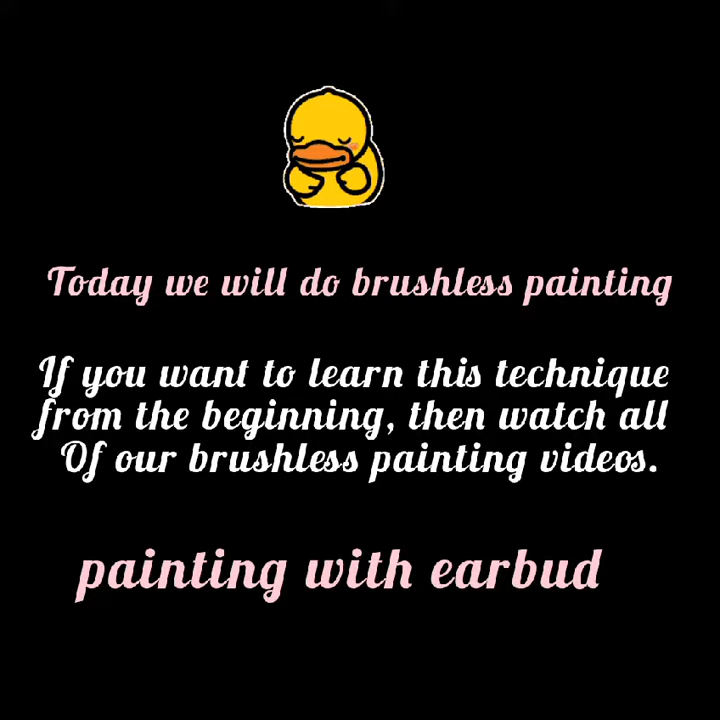 Today we will do brushless painting
If you want to learn this technique
from the beginning, then watch all
Of our brushless painting videos.
painting with earbud